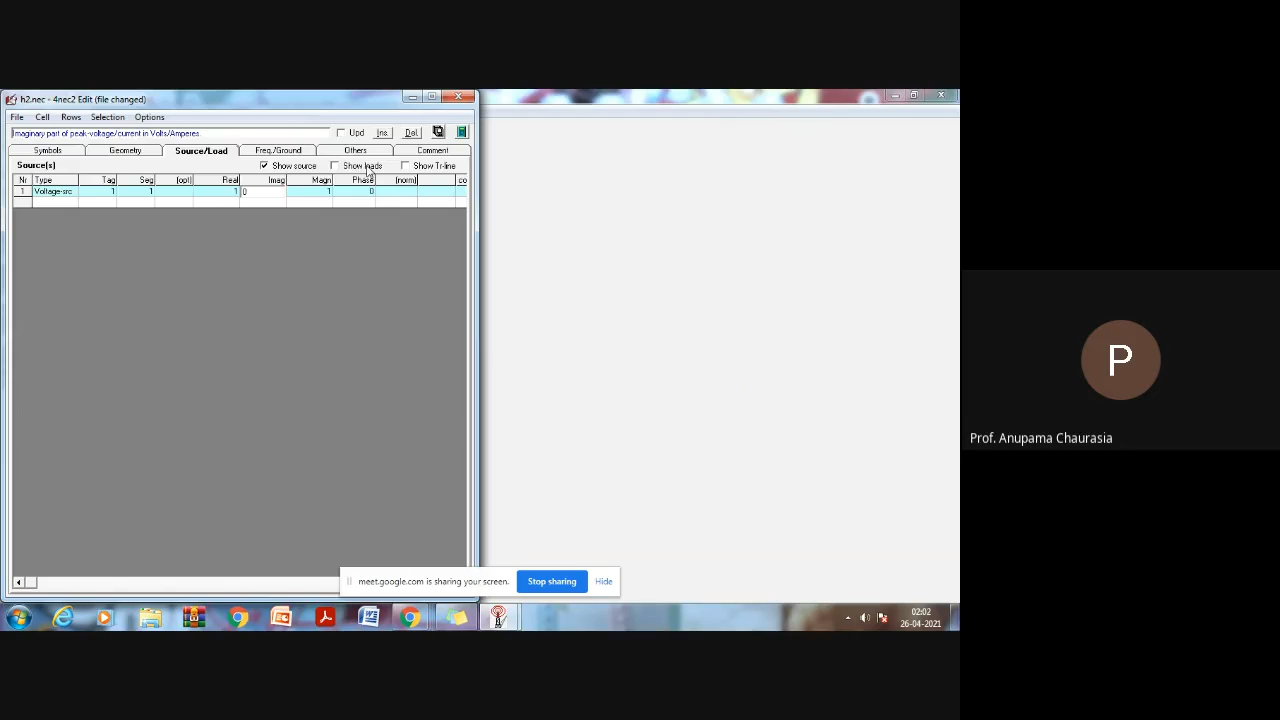 h2.nec - 4nec2 Edit (file changed)
File Cell Rows Selection Options
Imaginary part of peak-voltage/current in Volts/Amperes. Upd Ins Del
Symbols Geometry Source/Load Freq./Ground Others Comment
Source(s) Show source Show loads Show Tr-line
Nr Type Tag Seg (opt) Real Imag Magn Phase (norm) co
1 Voltage-src 1 1 1 0 1 0
meet.google.com is sharing your screen. Stop sharing Hide
02:02
26-04-2021
P
Prof. Anupama Chaurasia